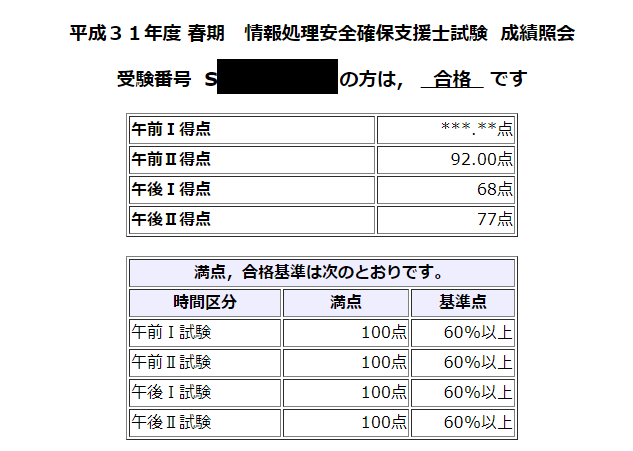 平成３１年度 春期　情報処理安全確保支援士試験 成績照会
受験番号 S の方は， 合格 です
午前Ⅰ得点 ***.**点
午前Ⅱ得点 92.00点
午後Ⅰ得点 68点
午後Ⅱ得点 77点
満点，合格基準は次のとおりです。
時間区分 満点 基準点
午前Ⅰ試験 100点 60%以上
午前Ⅱ試験 100点 60%以上
午後Ⅰ試験 100点 60%以上
午後Ⅱ試験 100点 60%以上